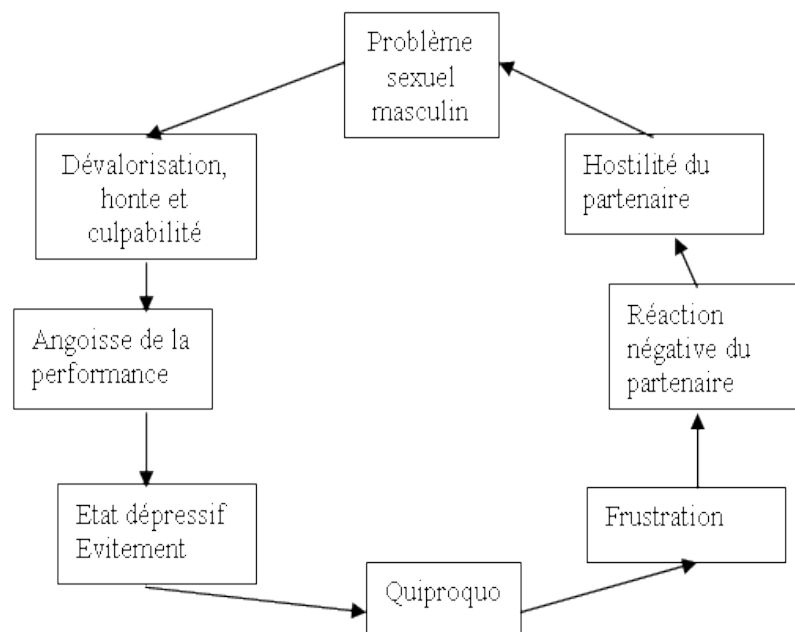 Problème
sexuel
masculin
Dévalorisation,
honte et
culpabilité
Angoisse de la
performance
Etat dépressif
Evitement
Quiproquo
Frustration
Réaction
négative du
partenaire
Hostilité du
partenaire